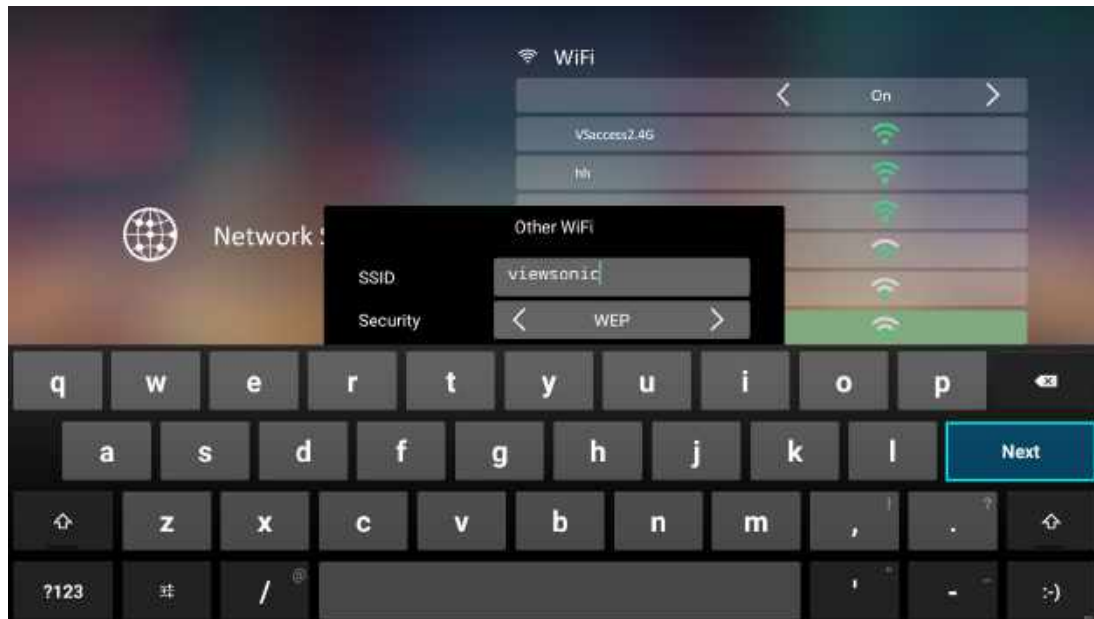 WiFi
On
VSaccess2.4G
hh
Network
Other WiFi
SSID viewsonic
Security WEP
q w e r t y u i o p
a s d f g h j k l Next
z x c v b n m , ! . ?
?123 / @ ' " - _ :-)